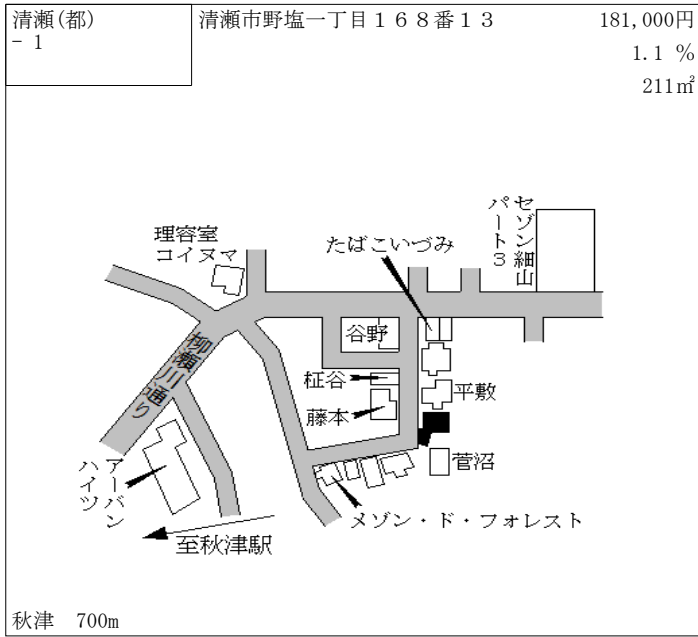 清瀬(都)
- 1
清瀬市野塩一丁目１６８番１３
181,000円
1.1 %
211㎡
セゾン細山
パート３
理容室
コイヌマ
たばこいづみ
谷野
柳瀬川通り
柾谷
平敷
藤本
菅沼
アーバン
ハイツ
メゾン・ド・フォレスト
至秋津駅
秋津　700m